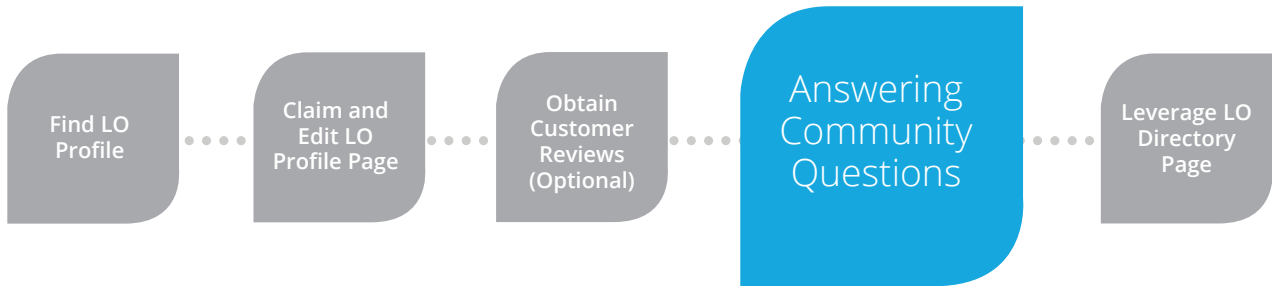 Find LO
Profile
Claim and
Edit LO
Profile Page
Obtain
Customer
Reviews
(Optional)
Answering
Community
Questions
Leverage LO
Directory
Page